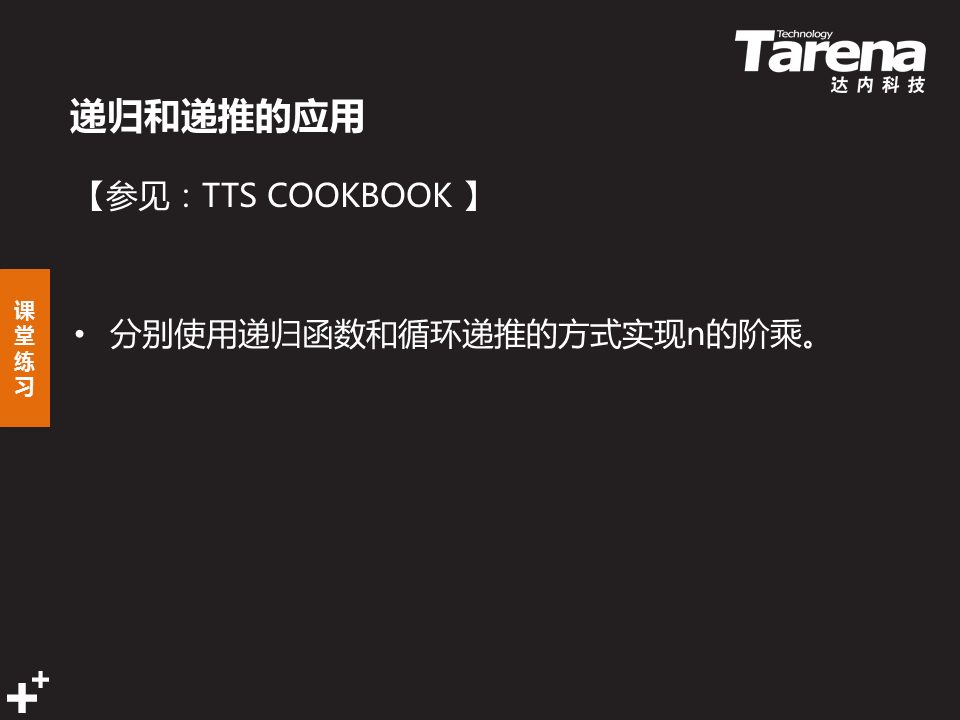 Technology
Tarena
达内科技
递归和递推的应用
【参见：TTS COOKBOOK 】
课堂练习
• 分别使用递归函数和循环递推的方式实现n的阶乘。